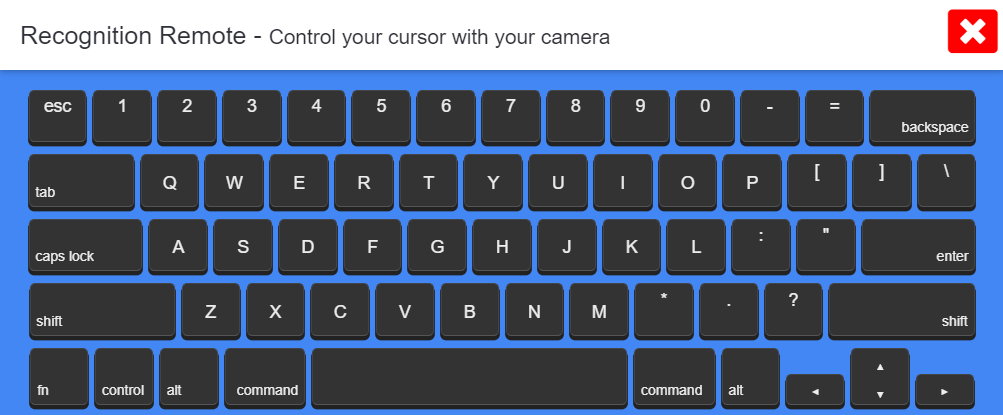 Recognition Remote - Control your cursor with your camera
esc 1 2 3 4 5 6 7 8 9 0 - = backspace
tab Q W E R T Y U I O P [ ] \
caps lock A S D F G H J K L : " enter
shift Z X C V B N M * . ? shift
fn control alt command command alt ◂ ▴ ▾ ▸